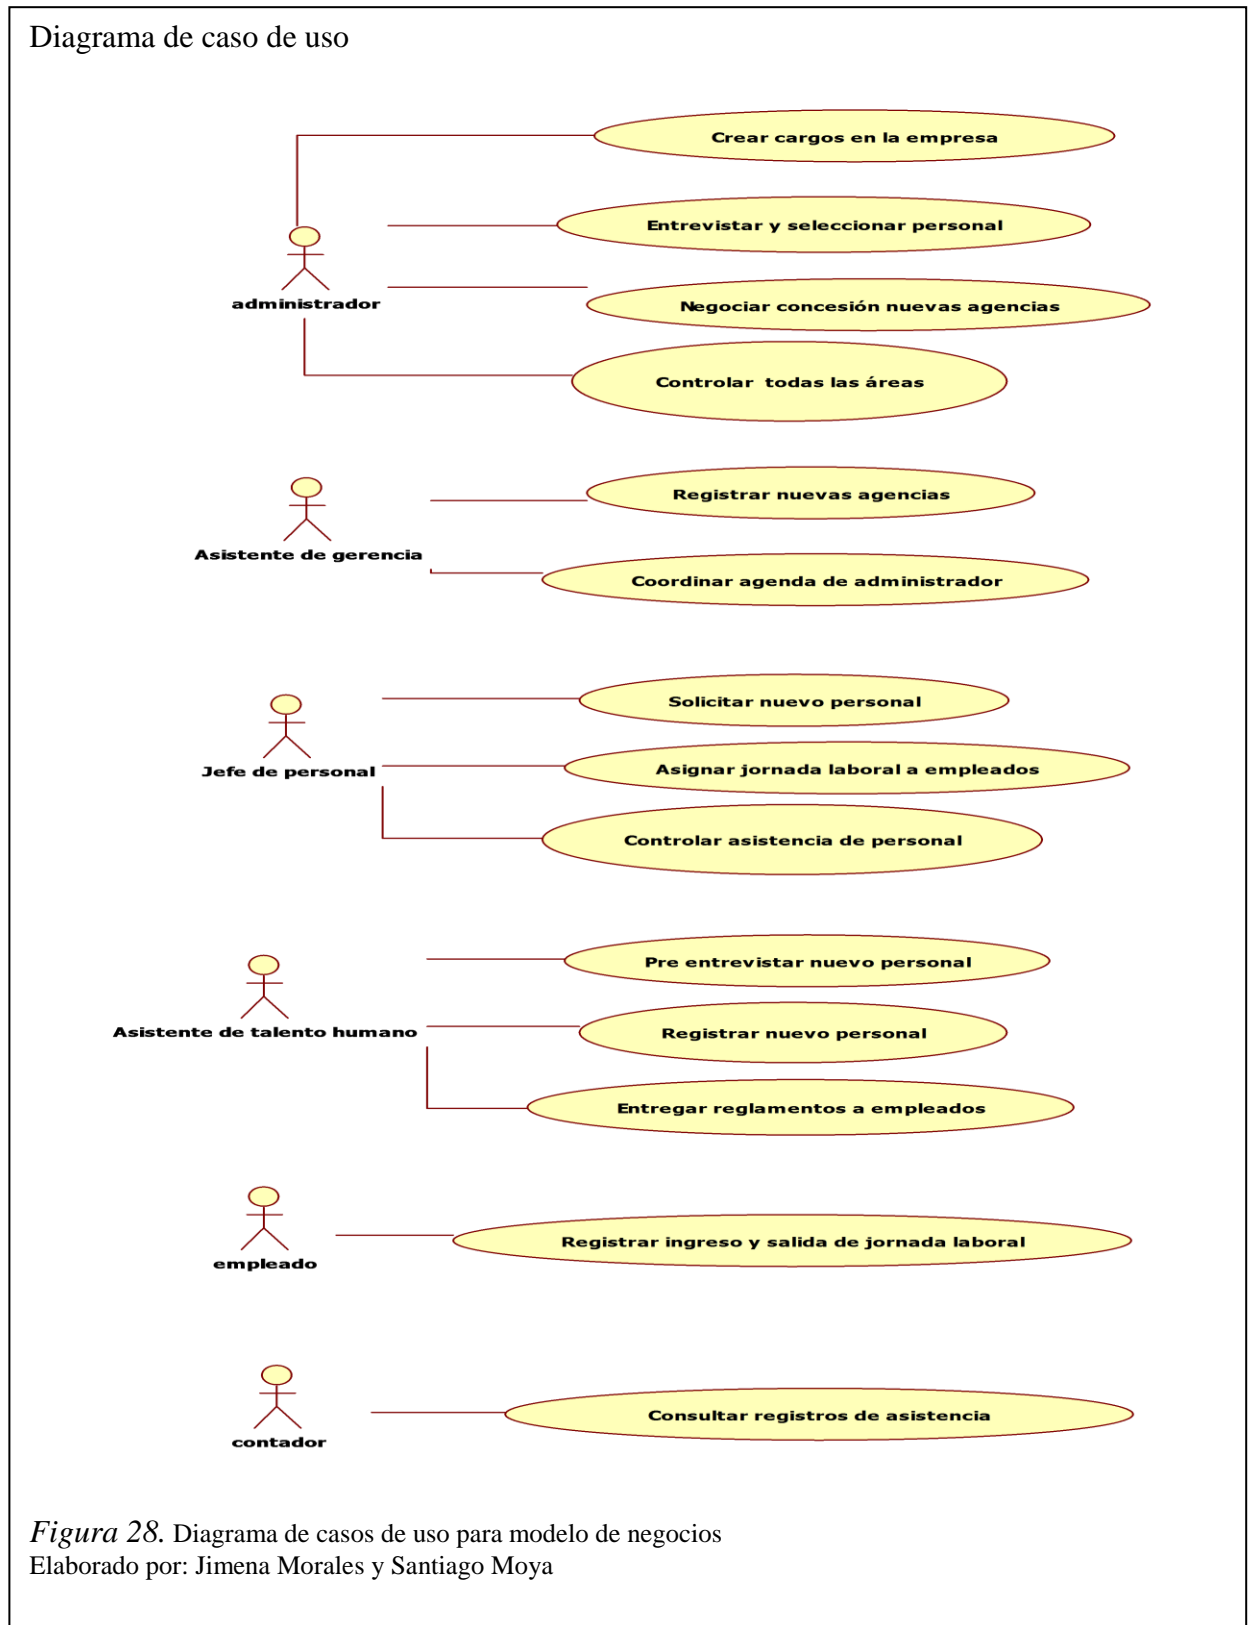 Diagrama de caso de uso
Crear cargos en la empresa
Entrevistar y seleccionar personal
administrador
Negociar concesión nuevas agencias
Controlar todas las áreas
Registrar nuevas agencias
Asistente de gerencia
Coordinar agenda de administrador
Solicitar nuevo personal
Jefe de personal
Asignar jornada laboral a empleados
Controlar asistencia de personal
Pre entrevistar nuevo personal
Asistente de talento humano
Registrar nuevo personal
Entregar reglamentos a empleados
Registrar ingreso y salida de jornada laboral
empleado
Consultar registros de asistencia
contador
Figura 28. Diagrama de casos de uso para modelo de negocios
Elaborado por: Jimena Morales y Santiago Moya